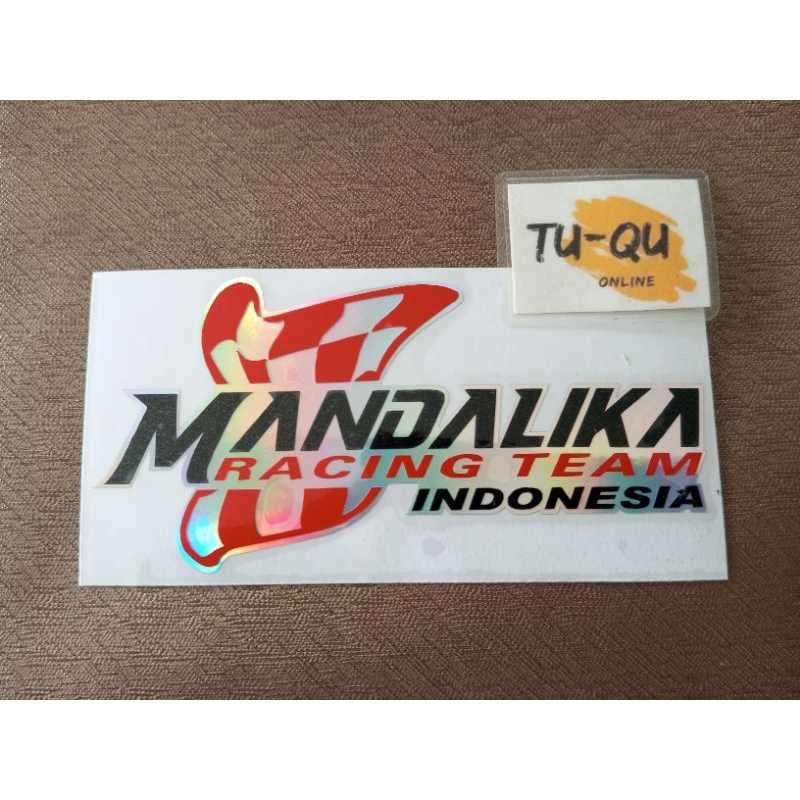 TU-QU
ONLINE
MANDALIKA
RACING TEAM
INDONESIA